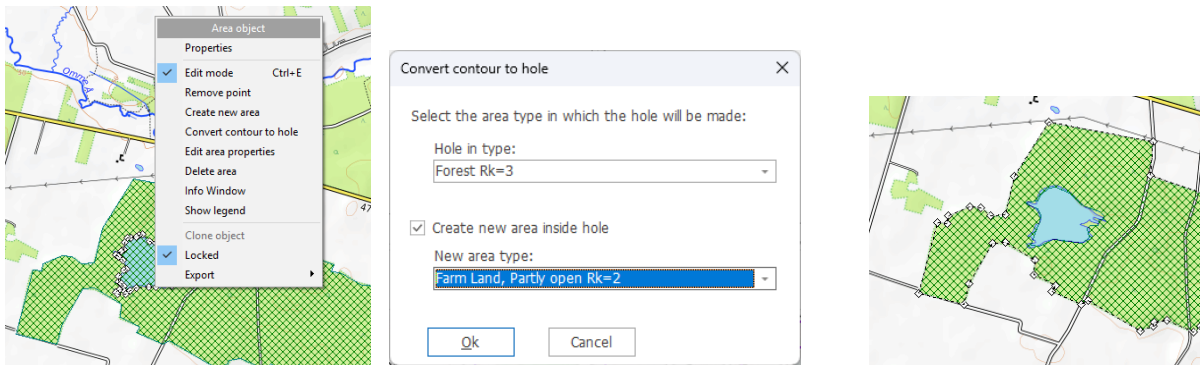 Area object
Properties
Edit mode Ctrl+E
Remove point
Create new area
Convert contour to hole
Edit area properties
Delete area
Info Window
Show legend
Clone object
Locked
Export
Omme Å
47
Convert contour to hole
Select the area type in which the hole will be made:
Hole in type:
Forest Rk=3
Create new area inside hole
New area type:
Farm Land, Partly open Rk=2
Ok
Cancel